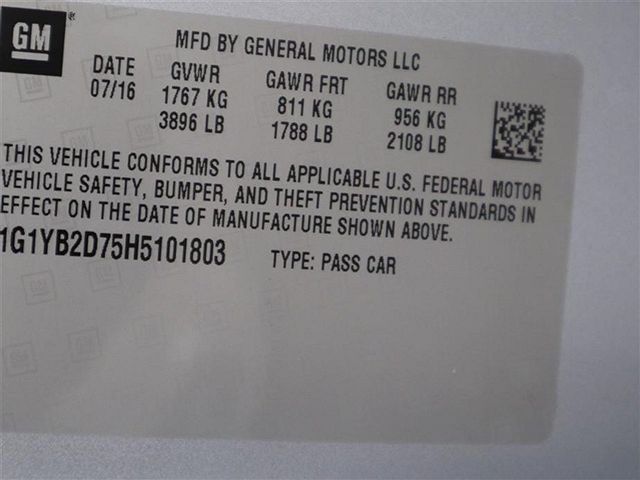 GM ®
MFD BY GENERAL MOTORS LLC
DATE GVWR GAWR FRT GAWR RR
07/16 1767 KG 811 KG 956 KG
3896 LB 1788 LB 2108 LB
THIS VEHICLE CONFORMS TO ALL APPLICABLE U.S. FEDERAL MOTOR
VEHICLE SAFETY, BUMPER, AND THEFT PREVENTION STANDARDS IN
EFFECT ON THE DATE OF MANUFACTURE SHOWN ABOVE.
1G1YB2D75H5101803 TYPE: PASS CAR